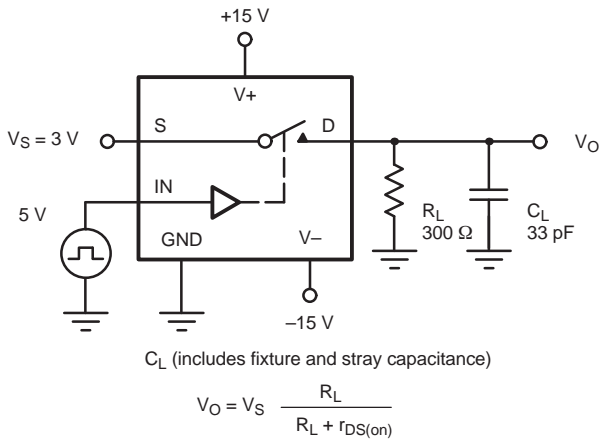 +15 V
V+
S
D
V_S = 3 V
V_O
IN
5 V
R_L
300 Ω
C_L
33 pF
GND
V–
–15 V
C_L (includes fixture and stray capacitance)
V_O = V_S R_L / (R_L + r_DS(on))